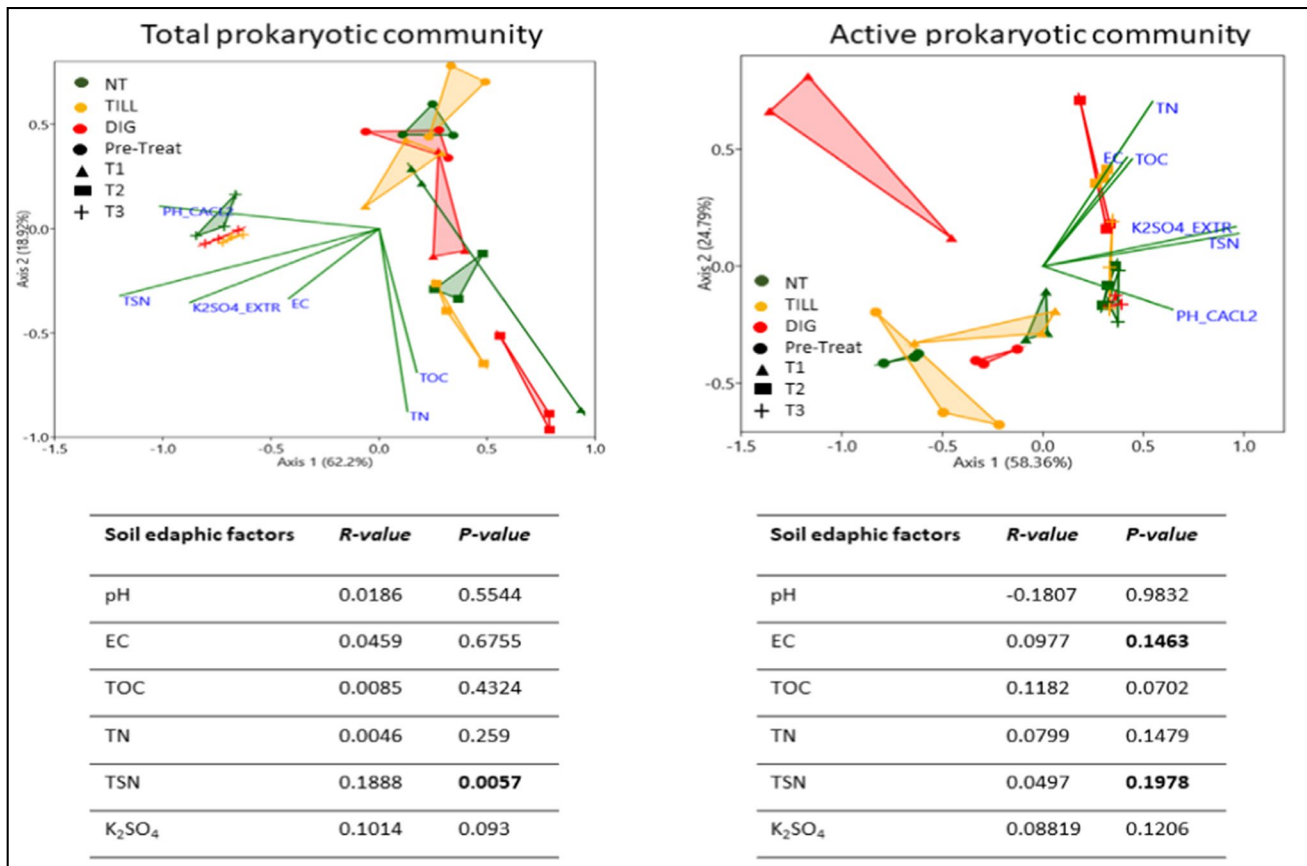 Total prokaryotic community
NT
TILL
DIG
Pre-Treat
T1
T2
T3
0.5
0.0
-0.5
-1.0
Axis 2 (18.92%)
PH_CACL2
TSN
K2SO4_EXTR
EC
TOC
TN
-1.5 -1.0 -0.5 0.0 0.5 1.0
Axis 1 (62.2%)
Active prokaryotic community
0.5
0.0
-0.5
Axis 2 (24.79%)
TN
EC
TOC
K2SO4_EXTR
TSN
PH_CACL2
NT
TILL
DIG
Pre-Treat
T1
T2
T3
-1.5 -1.0 -0.5 0.0 0.5 1.0
Axis 1 (58.36%)
Soil edaphic factors R-value P-value
pH 0.0186 0.5544
EC 0.0459 0.6755
TOC 0.0085 0.4324
TN 0.0046 0.259
TSN 0.1888 0.0057
K₂SO₄ 0.1014 0.093
Soil edaphic factors R-value P-value
pH -0.1807 0.9832
EC 0.0977 0.1463
TOC 0.1182 0.0702
TN 0.0799 0.1479
TSN 0.0497 0.1978
K₂SO₄ 0.08819 0.1206